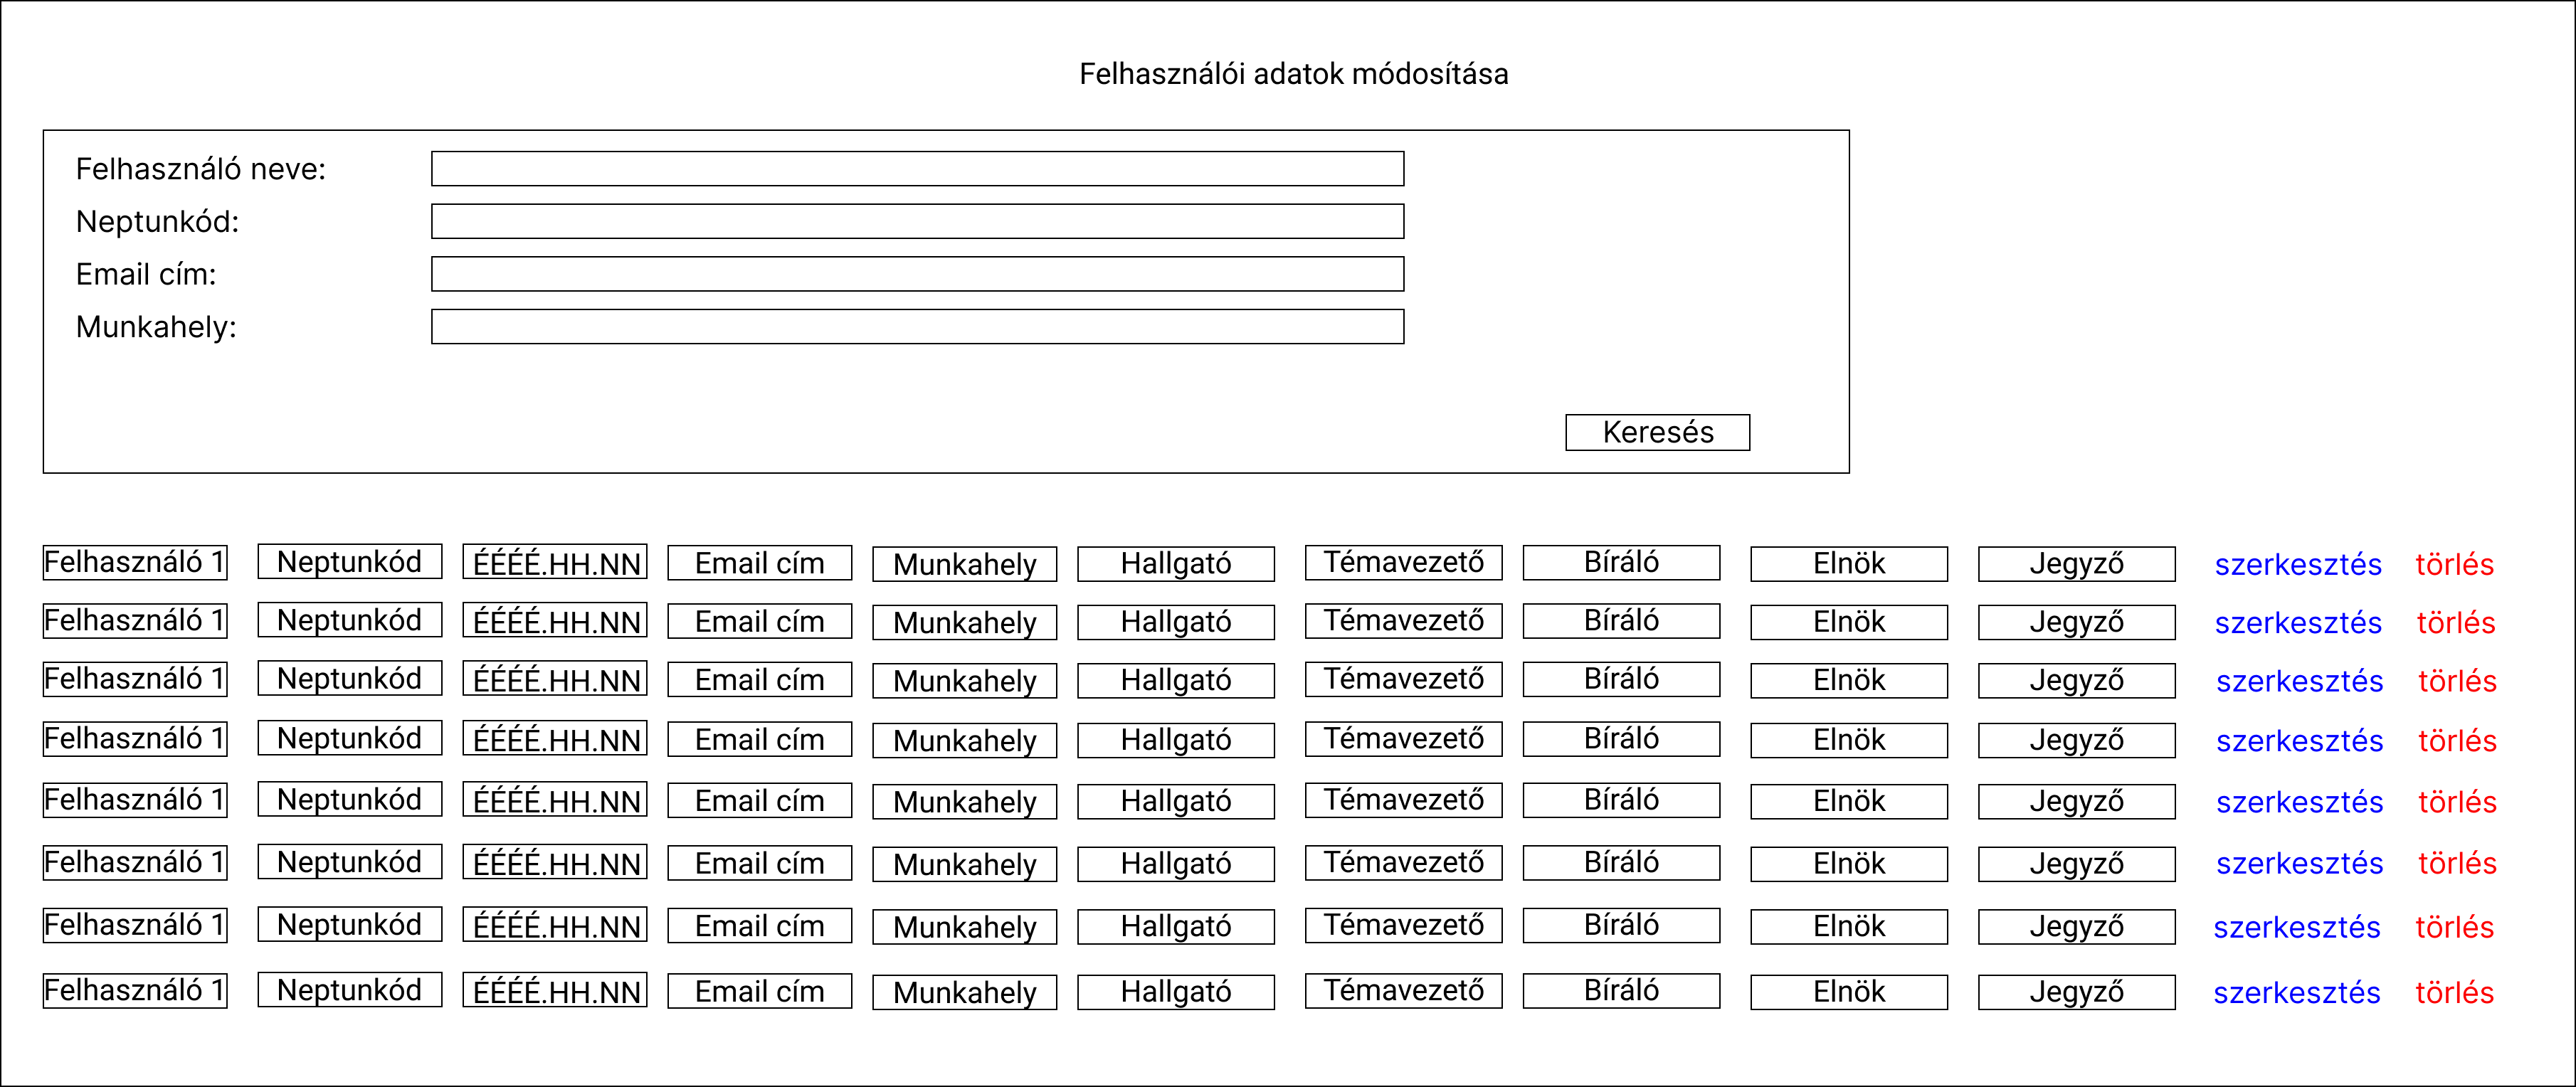 Felhasználói adatok módosítása
Felhasználó neve:
Neptunkód:
Email cím:
Munkahely:
Keresés
Felhasználó 1 Neptunkód ÉÉÉÉ.HH.NN Email cím Munkahely Hallgató Témavezető Bíráló Elnök Jegyző szerkesztés törlés
Felhasználó 1 Neptunkód ÉÉÉÉ.HH.NN Email cím Munkahely Hallgató Témavezető Bíráló Elnök Jegyző szerkesztés törlés
Felhasználó 1 Neptunkód ÉÉÉÉ.HH.NN Email cím Munkahely Hallgató Témavezető Bíráló Elnök Jegyző szerkesztés törlés
Felhasználó 1 Neptunkód ÉÉÉÉ.HH.NN Email cím Munkahely Hallgató Témavezető Bíráló Elnök Jegyző szerkesztés törlés
Felhasználó 1 Neptunkód ÉÉÉÉ.HH.NN Email cím Munkahely Hallgató Témavezető Bíráló Elnök Jegyző szerkesztés törlés
Felhasználó 1 Neptunkód ÉÉÉÉ.HH.NN Email cím Munkahely Hallgató Témavezető Bíráló Elnök Jegyző szerkesztés törlés
Felhasználó 1 Neptunkód ÉÉÉÉ.HH.NN Email cím Munkahely Hallgató Témavezető Bíráló Elnök Jegyző szerkesztés törlés
Felhasználó 1 Neptunkód ÉÉÉÉ.HH.NN Email cím Munkahely Hallgató Témavezető Bíráló Elnök Jegyző szerkesztés törlés